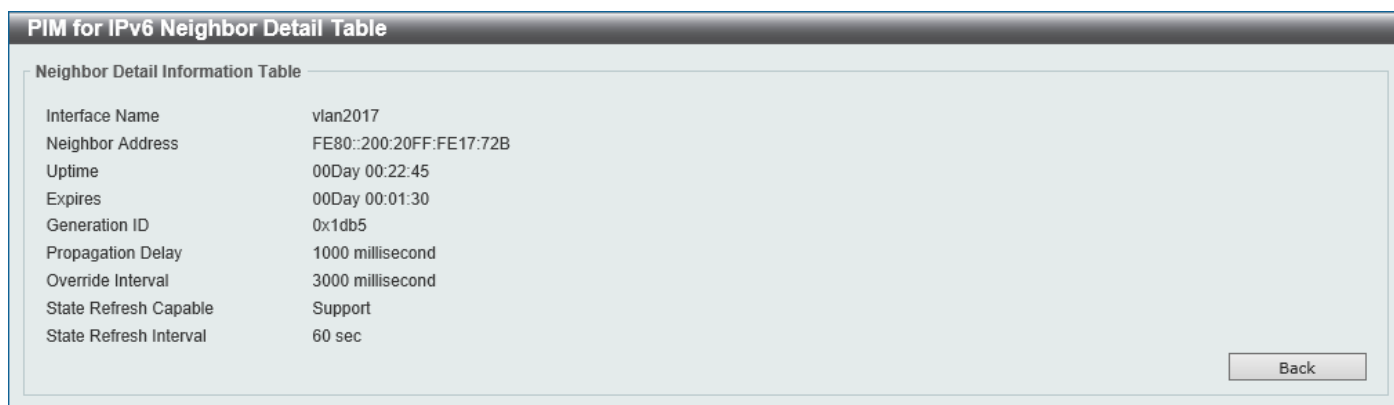 PIM for IPv6 Neighbor Detail Table
Neighbor Detail Information Table
Interface Name vlan2017
Neighbor Address FE80::200:20FF:FE17:72B
Uptime 00Day 00:22:45
Expires 00Day 00:01:30
Generation ID 0x1db5
Propagation Delay 1000 millisecond
Override Interval 3000 millisecond
State Refresh Capable Support
State Refresh Interval 60 sec
Back